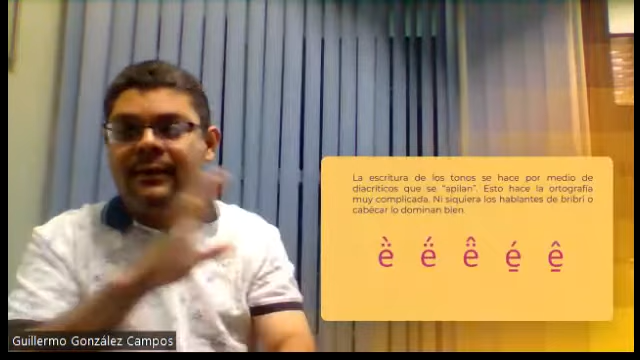 La escritura de los tonos se hace por medio de
diacríticos que se "apilan". Esto hace la ortografía
muy complicada. Ni siquiera los hablantes de bribri o
cabécar lo dominan bien.
ë̀ ë́ ë̂ é̱ ê̱
Guillermo González Campos